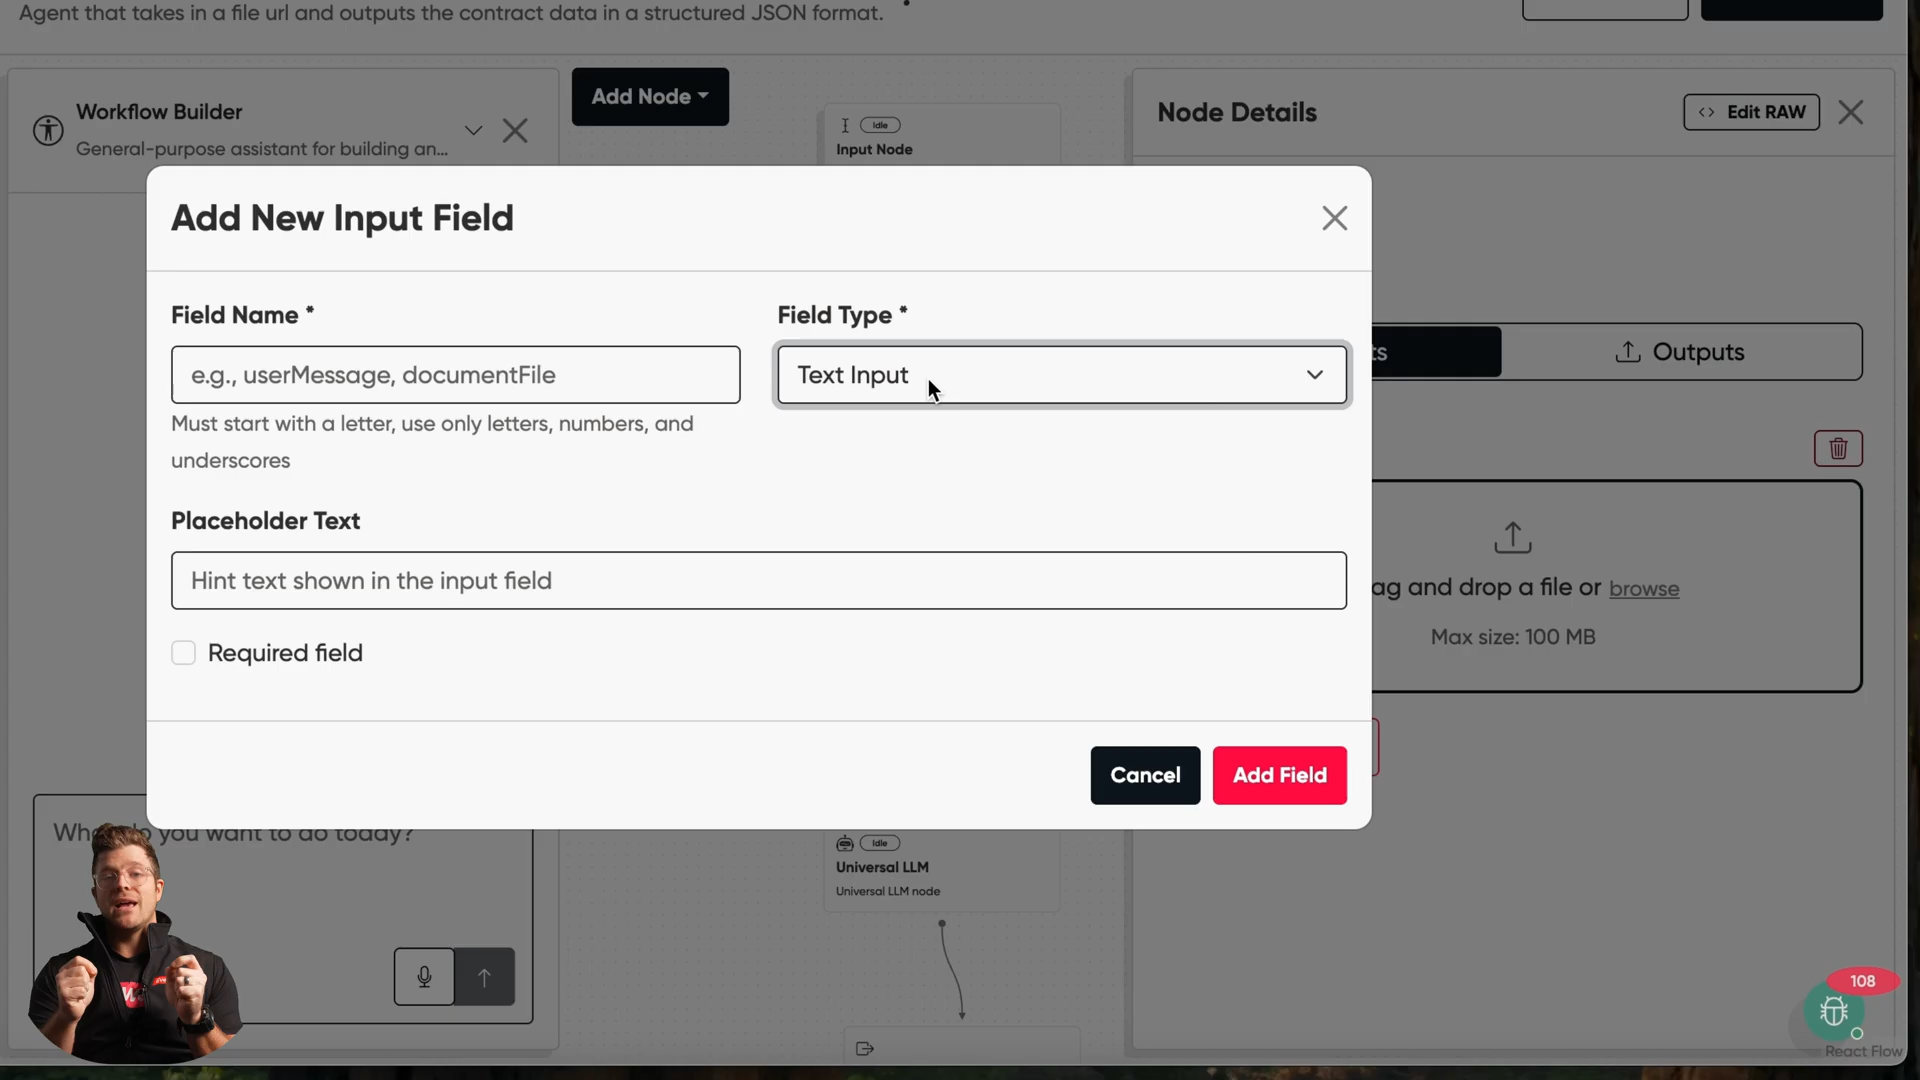 Agent that takes in a file url and outputs the contract data in a structured JSON format.
Workflow Builder
General-purpose assistant for building an...
Add Node
Idle
Input Node
Node Details
<> Edit RAW
Add New Input Field
Field Name *
Field Type *
e.g., userMessage, documentFile
Text Input
Must start with a letter, use only letters, numbers, and
underscores
Outputs
Placeholder Text
Hint text shown in the input field
ag and drop a file or browse
Max size: 100 MB
Required field
Cancel
Add Field
do you want to do today?
Idle
Universal LLM
Universal LLM node
108
React Flow